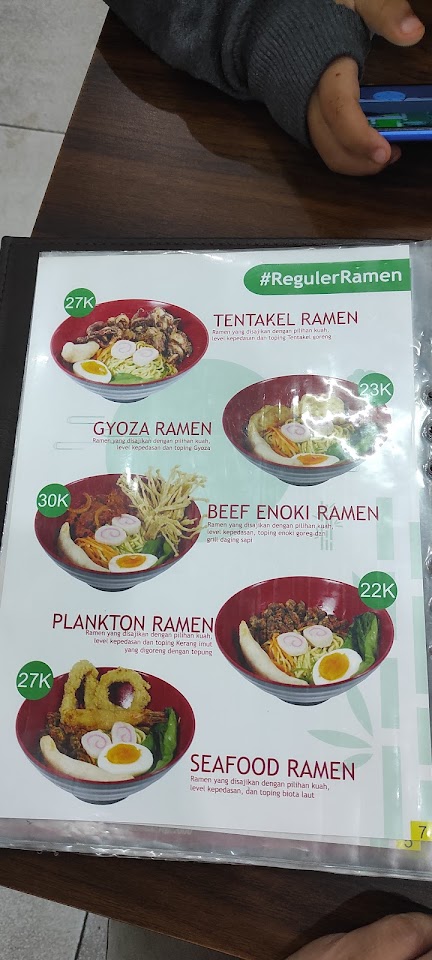 #RegulerRamen
27K
TENTAKEL RAMEN
Ramen yang disajikan dengan pilihan kuah,
level kepedasan dan toping Tentakel goreng
23K
GYOZA RAMEN
Ramen yang disajikan dengan pilihan kuah,
level kepedasan dan toping Gyoza
30K
BEEF ENOKI RAMEN
Ramen yang disajikan dengan pilihan kuah,
level kepedasan, toping enoki goreg dan
grill daging sapi
22K
PLANKTON RAMEN
Ramen yang disajikan dengan pilihan kuah,
level kepedasan dan toping Kerang imut
yang digoreng dengan tepung
27K
SEAFOOD RAMEN
Ramen yang disajikan dengan pilihan kuah,
level kepedasan, dan toping biota laut
7
5